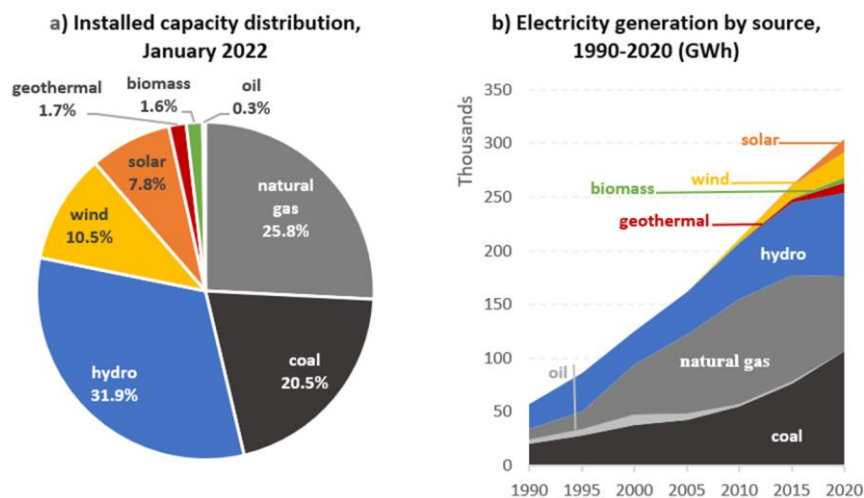 a) Installed capacity distribution,
January 2022
geothermal
1.7%
biomass
1.6%
oil
0.3%
solar
7.8%
wind
10.5%
natural
gas
25.8%
hydro
31.9%
coal
20.5%
b) Electricity generation by source,
1990-2020 (GWh)
Thousands
350
300
250
200
150
100
50
0
solar
wind
biomass
geothermal
hydro
natural gas
oil
coal
1990 1995 2000 2005 2010 2015 2020